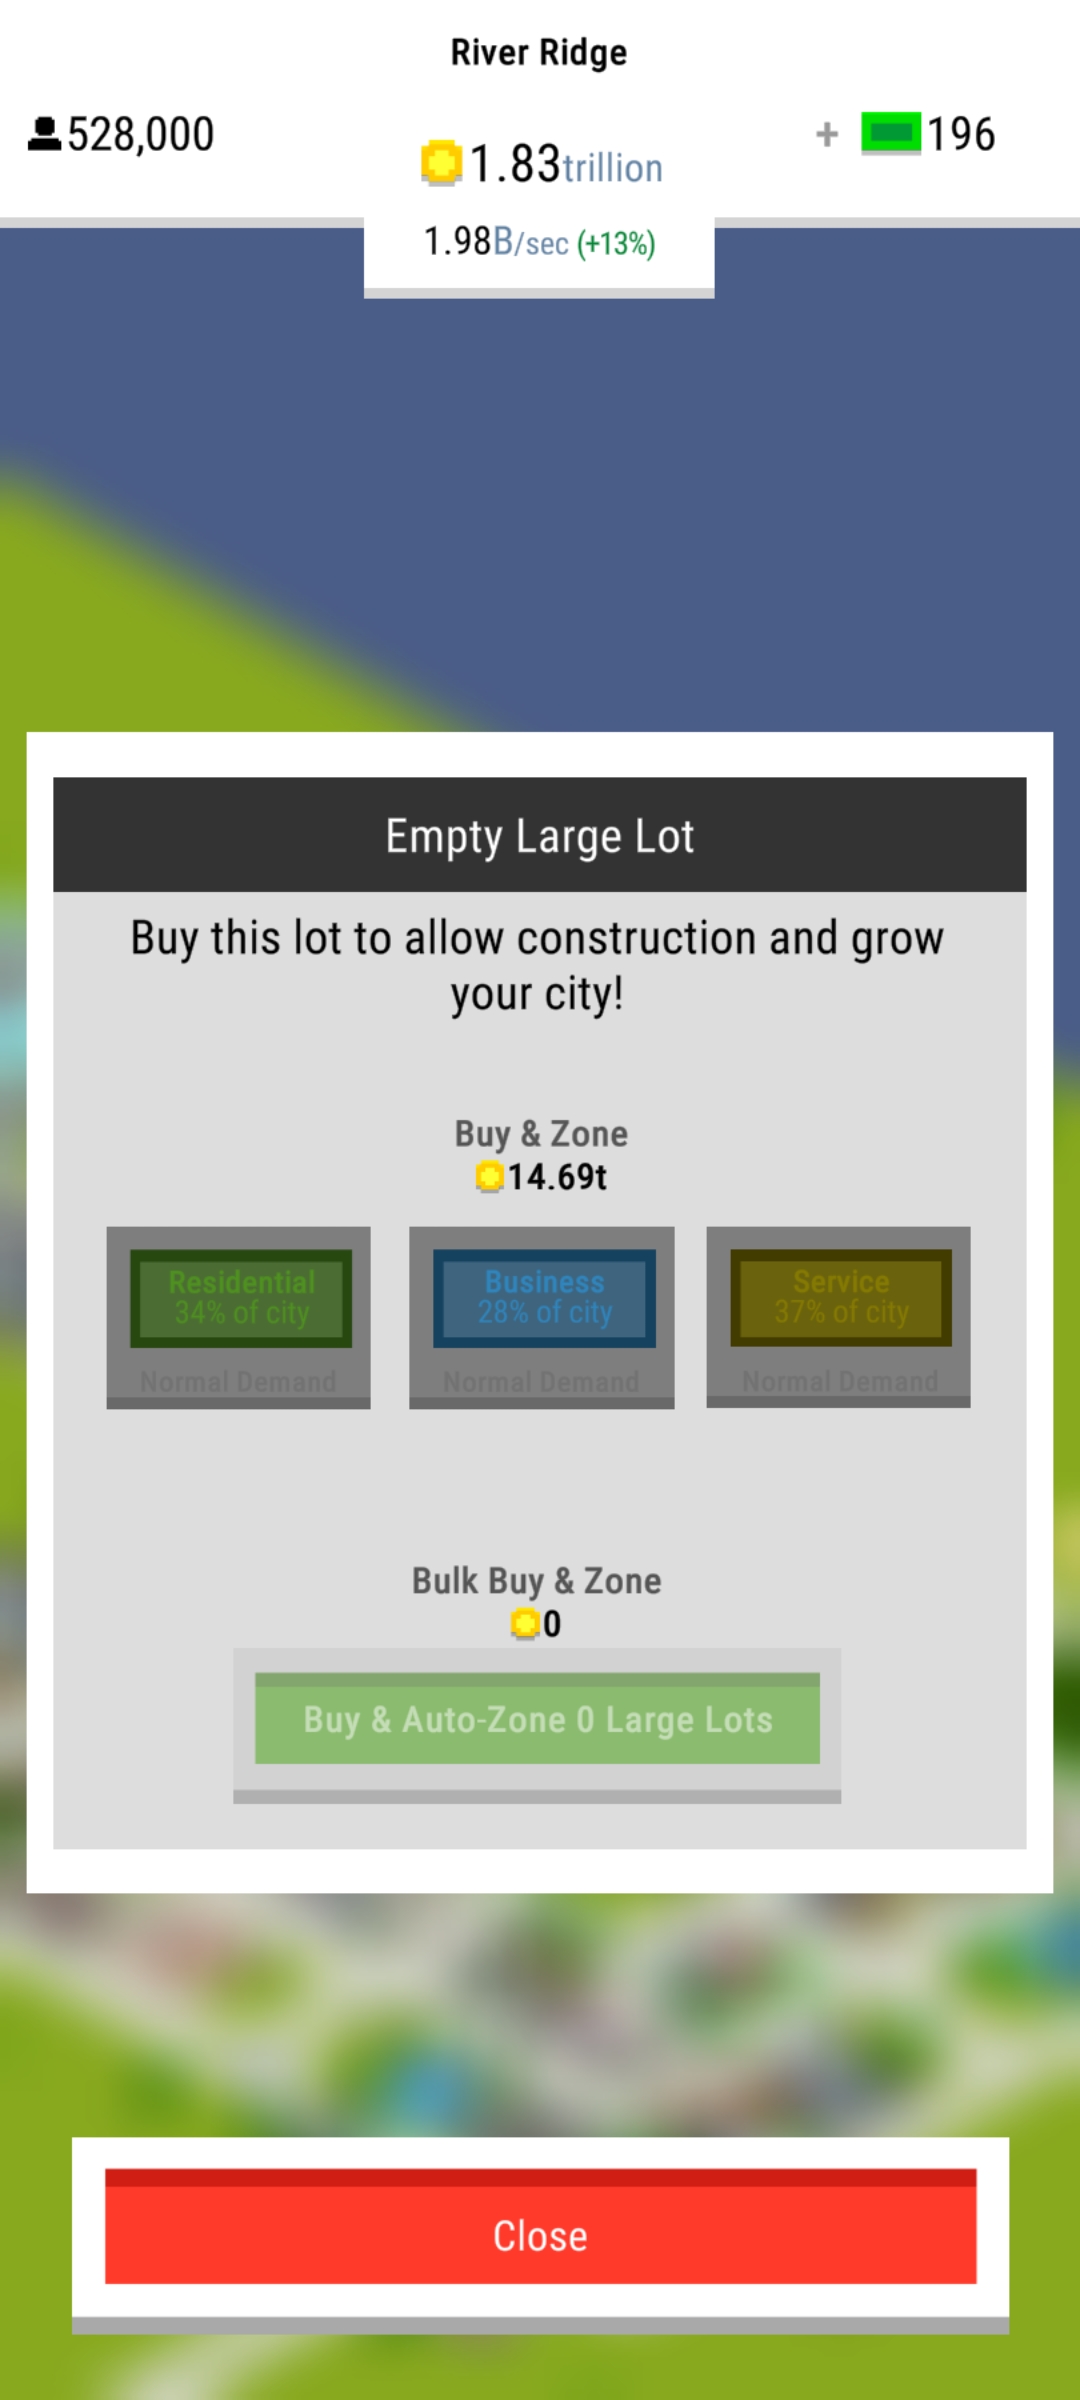 River Ridge
528,000
1.83trillion
+ 196
1.98B/sec (+13%)
Empty Large Lot
Buy this lot to allow construction and grow
your city!
Buy & Zone
14.69t
Residential
34% of city
Normal Demand
Business
28% of city
Normal Demand
Service
37% of city
Normal Demand
Bulk Buy & Zone
0
Buy & Auto-Zone 0 Large Lots
Close